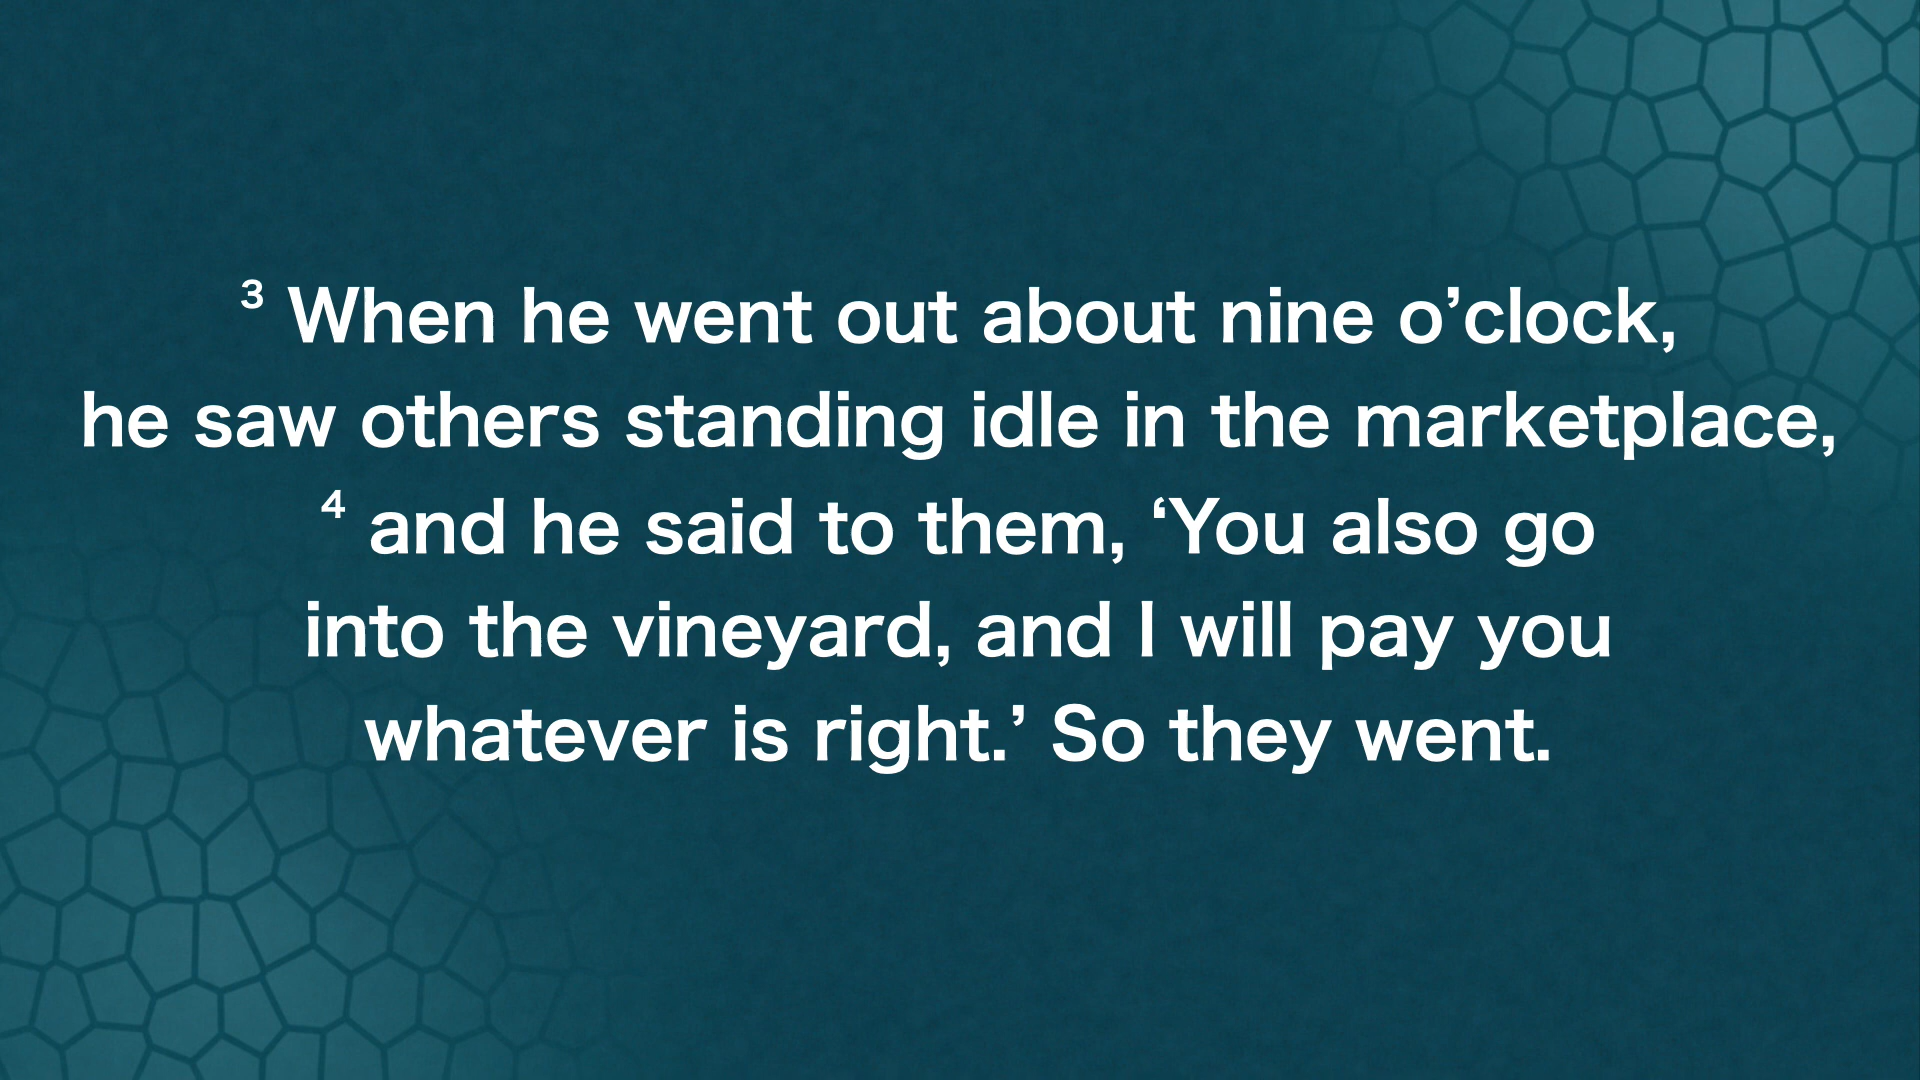 ³ When he went out about nine o’clock,
he saw others standing idle in the marketplace,
⁴ and he said to them, ‘You also go
into the vineyard, and I will pay you
whatever is right.’ So they went.